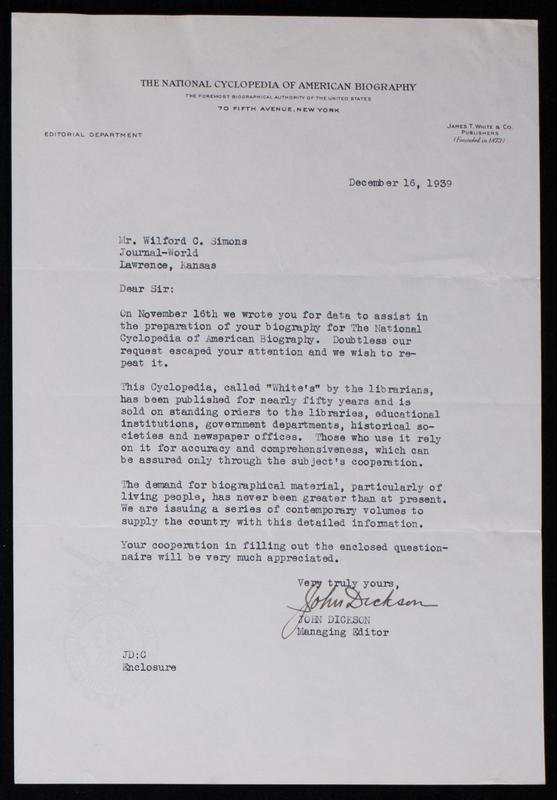 THE NATIONAL CYCLOPEDIA OF AMERICAN BIOGRAPHY
THE FOREMOST BIOGRAPHICAL AUTHORITY OF THE UNITED STATES
70 FIFTH AVENUE, NEW YORK
EDITORIAL DEPARTMENT
JAMES T. WHITE & CO.
PUBLISHERS
(Founded in 1873)
December 16, 1939
Mr. Wilford C. Simons
Journal-World
Lawrence, Kansas
Dear Sir:
On November 16th we wrote you for data to assist in
the preparation of your biography for The National
Cyclopedia of American Biography. Doubtless our
request escaped your attention and we wish to re-
peat it.
This Cyclopedia, called "White's" by the librarians,
has been published for nearly fifty years and is
sold on standing orders to the libraries, educational
institutions, government departments, historical so-
cieties and newspaper offices. Those who use it rely
on it for accuracy and comprehensiveness, which can
be assured only through the subject's cooperation.
The demand for biographical material, particularly of
living people, has never been greater than at present.
We are issuing a series of contemporary volumes to
supply the country with this detailed information.
Your cooperation in filling out the enclosed question-
naire will be very much appreciated.
Very truly yours,
John Dickson
JOHN DICKSON
Managing Editor
JD:C
Enclosure